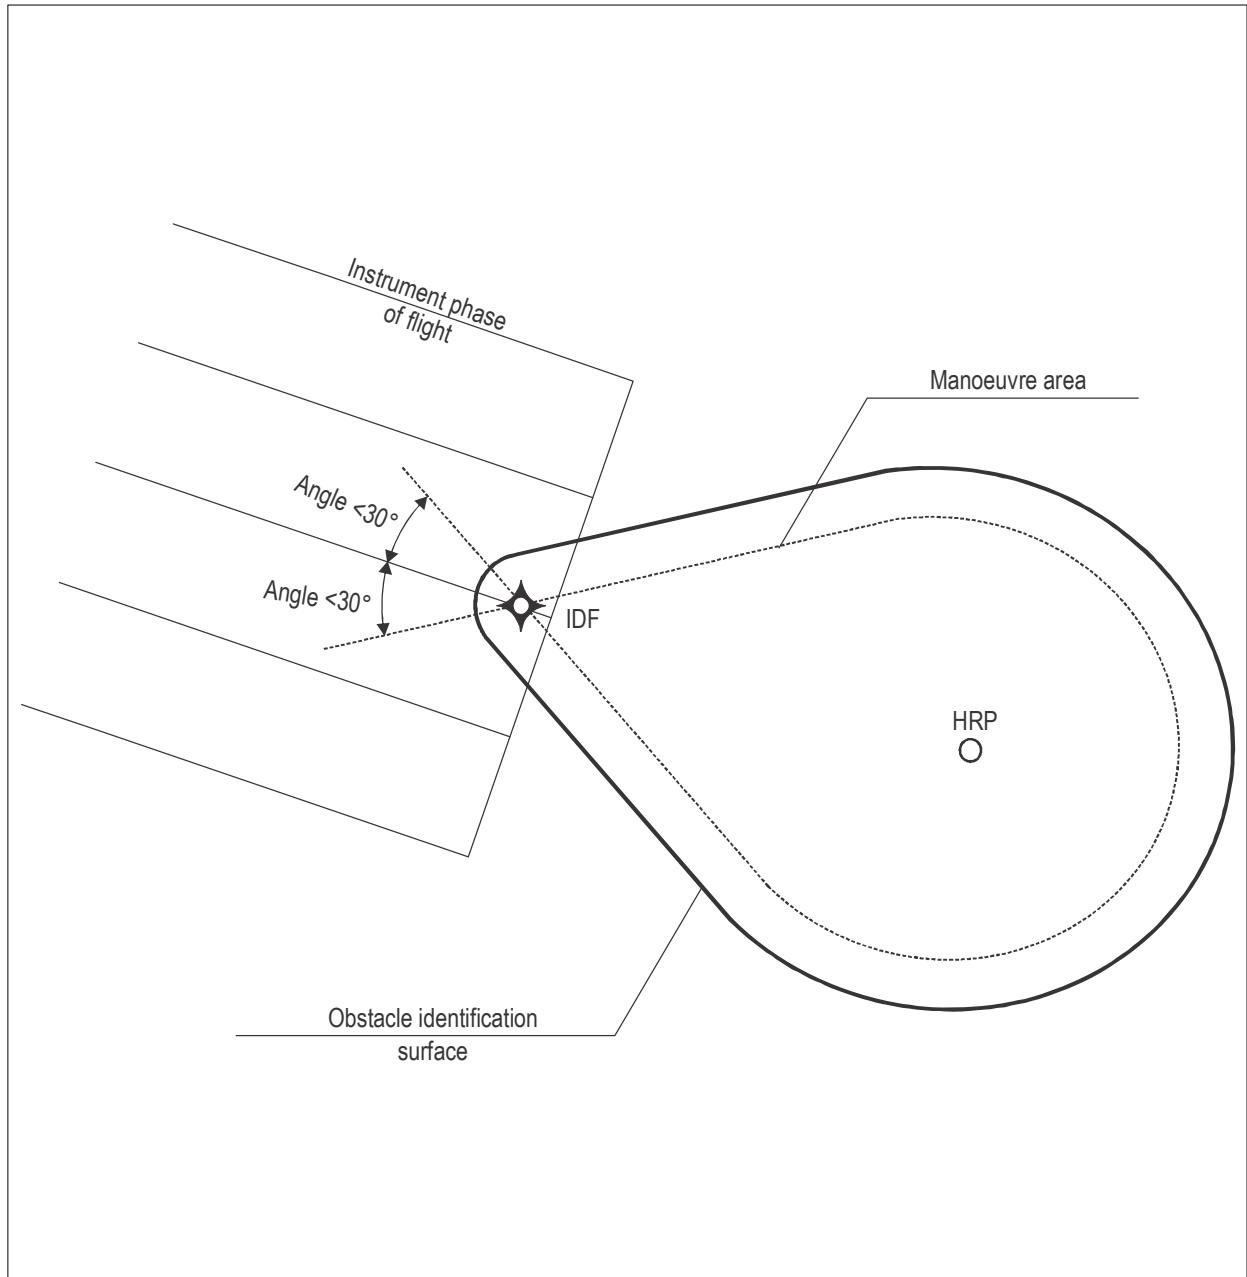 Instrument phase
of flight
Manoeuvre area
Angle <30°
Angle <30°
IDF
HRP
Obstacle identification
surface